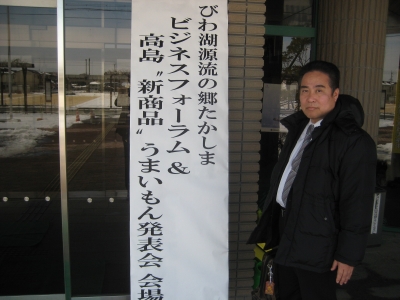 びわ湖源流の郷たかしま
ビジネスフォーラム＆
高島〝新商品〟うまいもん発表会 会場